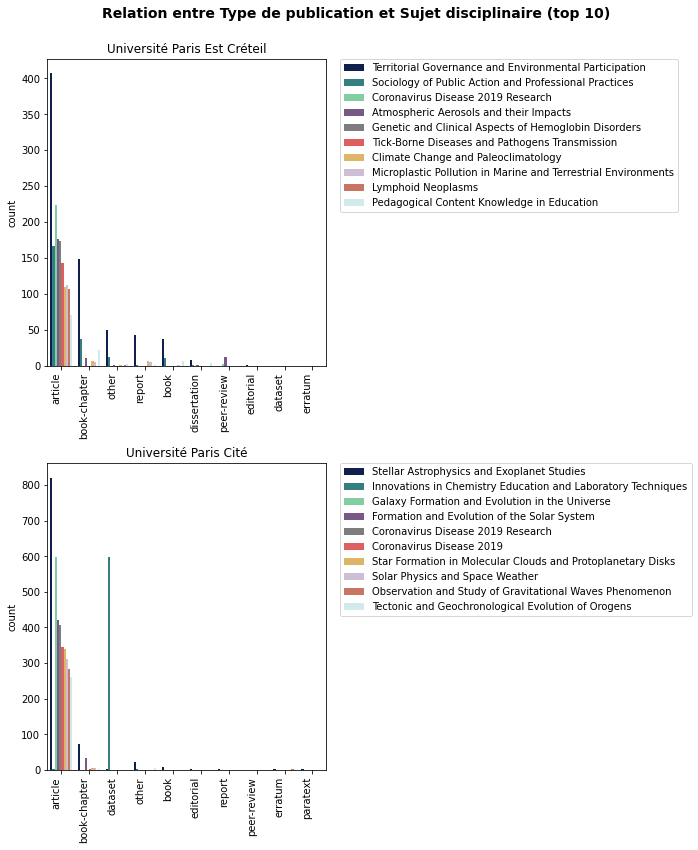 Relation entre Type de publication et Sujet disciplinaire (top 10)
Université Paris Est Créteil
400
350
300
250
200
150
100
50
0
count
article
book-chapter
other
report
book
dissertation
peer-review
editorial
dataset
erratum
Territorial Governance and Environmental Participation
Sociology of Public Action and Professional Practices
Coronavirus Disease 2019 Research
Atmospheric Aerosols and their Impacts
Genetic and Clinical Aspects of Hemoglobin Disorders
Tick-Borne Diseases and Pathogens Transmission
Climate Change and Paleoclimatology
Microplastic Pollution in Marine and Terrestrial Environments
Lymphoid Neoplasms
Pedagogical Content Knowledge in Education
Université Paris Cité
800
700
600
500
400
300
200
100
0
count
article
book-chapter
dataset
other
book
editorial
report
peer-review
erratum
paratext
Stellar Astrophysics and Exoplanet Studies
Innovations in Chemistry Education and Laboratory Techniques
Galaxy Formation and Evolution in the Universe
Formation and Evolution of the Solar System
Coronavirus Disease 2019 Research
Coronavirus Disease 2019
Star Formation in Molecular Clouds and Protoplanetary Disks
Solar Physics and Space Weather
Observation and Study of Gravitational Waves Phenomenon
Tectonic and Geochronological Evolution of Orogens